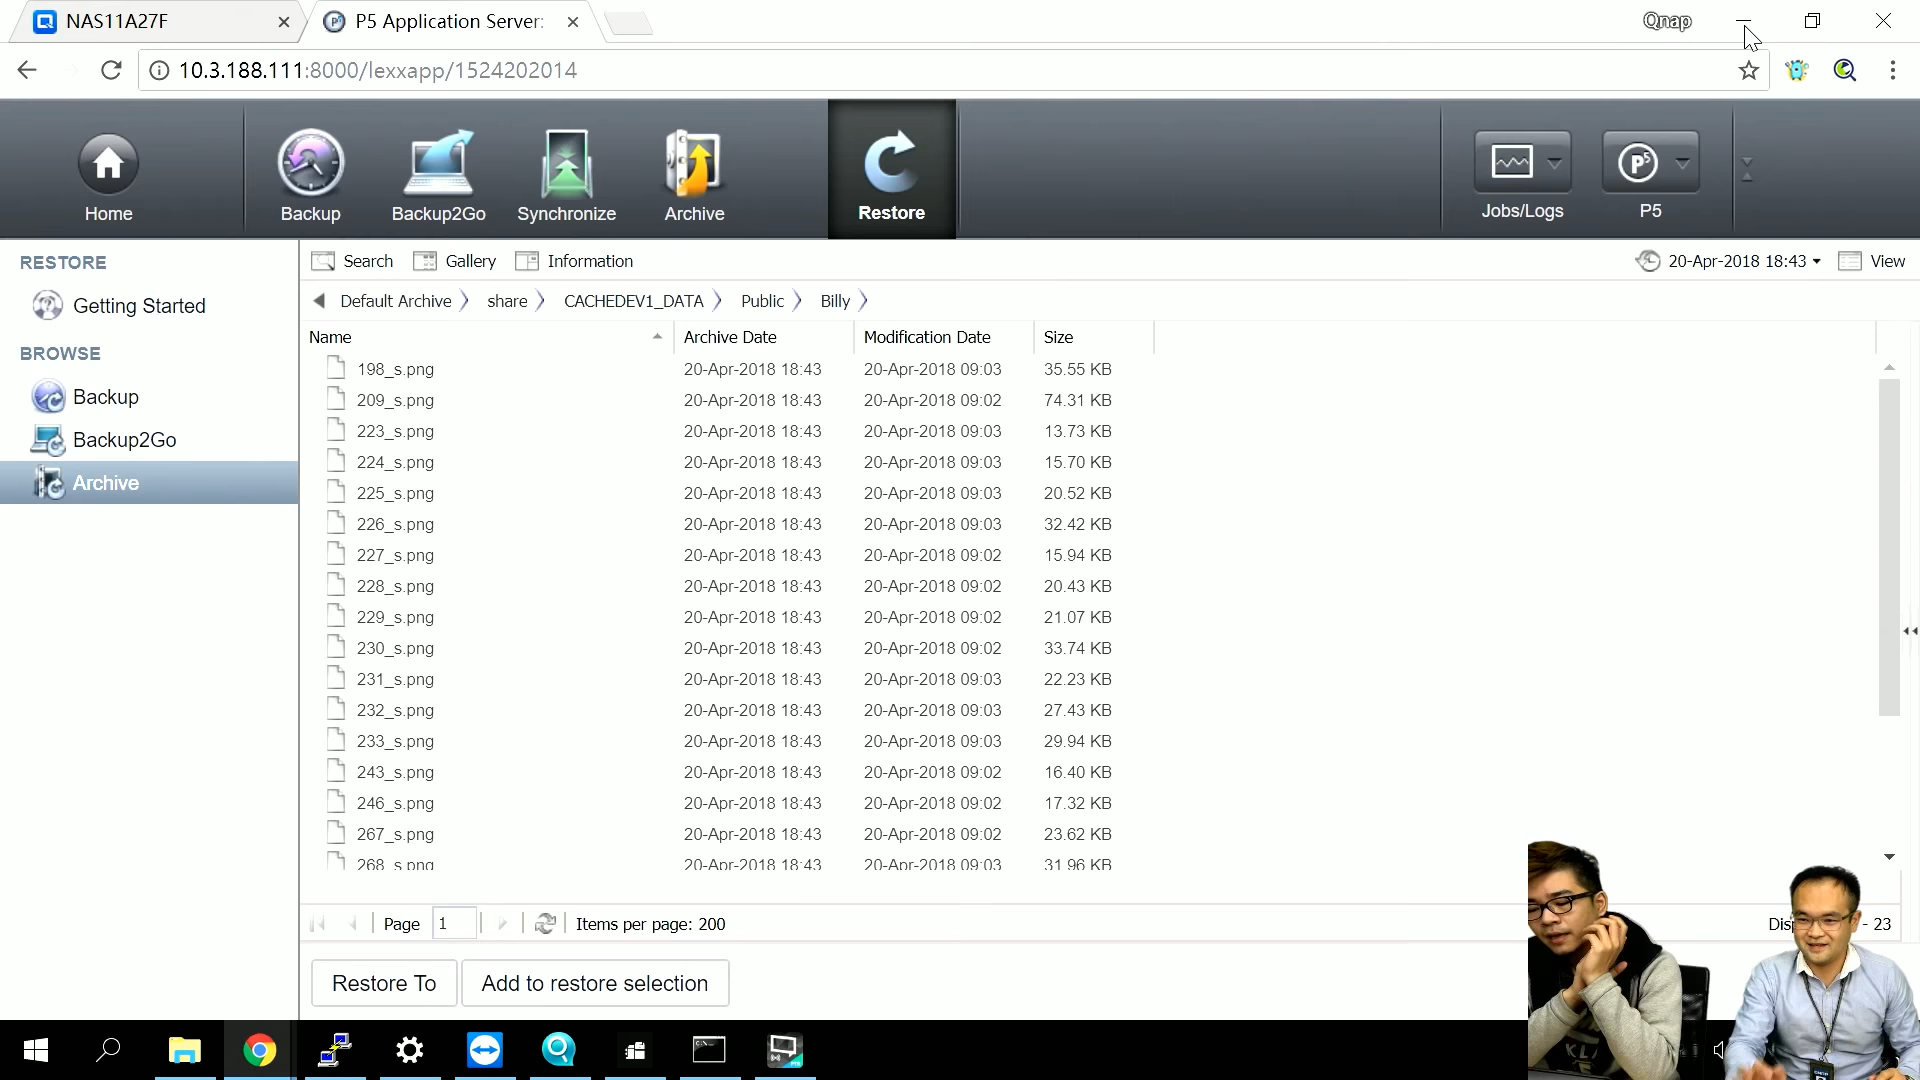 NAS11A27F
P5 Application Server:
Qnap
10.3.188.111:8000/lexxapp/1524202014
Home
Backup
Backup2Go
Synchronize
Archive
Restore
Jobs/Logs
P5
RESTORE
Getting Started
BROWSE
Backup
Backup2Go
Archive
Search Gallery Information
20-Apr-2018 18:43 View
Default Archive share CACHEDEV1_DATA Public Billy
Name Archive Date Modification Date Size
198_s.png 20-Apr-2018 18:43 20-Apr-2018 09:03 35.55 KB
209_s.png 20-Apr-2018 18:43 20-Apr-2018 09:02 74.31 KB
223_s.png 20-Apr-2018 18:43 20-Apr-2018 09:03 13.73 KB
224_s.png 20-Apr-2018 18:43 20-Apr-2018 09:03 15.70 KB
225_s.png 20-Apr-2018 18:43 20-Apr-2018 09:03 20.52 KB
226_s.png 20-Apr-2018 18:43 20-Apr-2018 09:03 32.42 KB
227_s.png 20-Apr-2018 18:43 20-Apr-2018 09:02 15.94 KB
228_s.png 20-Apr-2018 18:43 20-Apr-2018 09:02 20.43 KB
229_s.png 20-Apr-2018 18:43 20-Apr-2018 09:02 21.07 KB
230_s.png 20-Apr-2018 18:43 20-Apr-2018 09:02 33.74 KB
231_s.png 20-Apr-2018 18:43 20-Apr-2018 09:03 22.23 KB
232_s.png 20-Apr-2018 18:43 20-Apr-2018 09:03 27.43 KB
233_s.png 20-Apr-2018 18:43 20-Apr-2018 09:03 29.94 KB
243_s.png 20-Apr-2018 18:43 20-Apr-2018 09:02 16.40 KB
246_s.png 20-Apr-2018 18:43 20-Apr-2018 09:02 17.32 KB
267_s.png 20-Apr-2018 18:43 20-Apr-2018 09:02 23.62 KB
268_s.png 20-Apr-2018 18:43 20-Apr-2018 09:03 31.96 KB
Page 1 Items per page: 200
- 23
Restore To
Add to restore selection